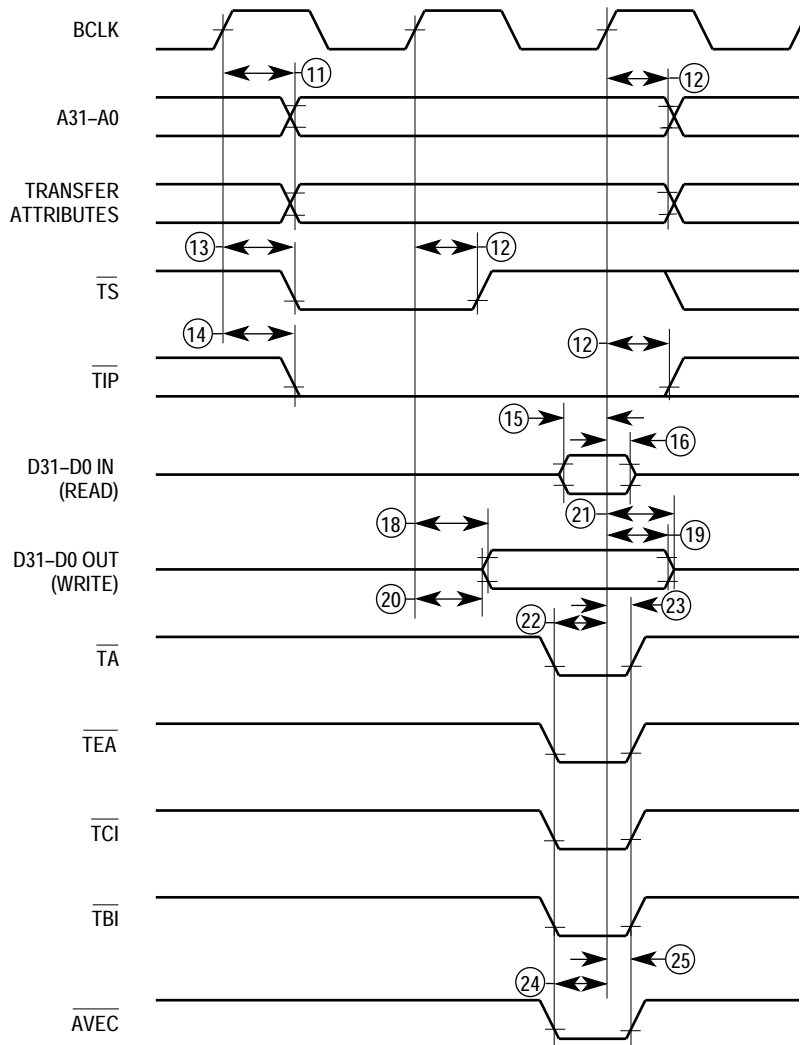 BCLK
11
12
A31–A0
TRANSFER
ATTRIBUTES
13
12
TS
14
12
TIP
15
16
D31–D0 IN
(READ)
21
18
19
D31–D0 OUT
(WRITE)
20
23
22
TA
TEA
TCI
TBI
25
24
AVEC